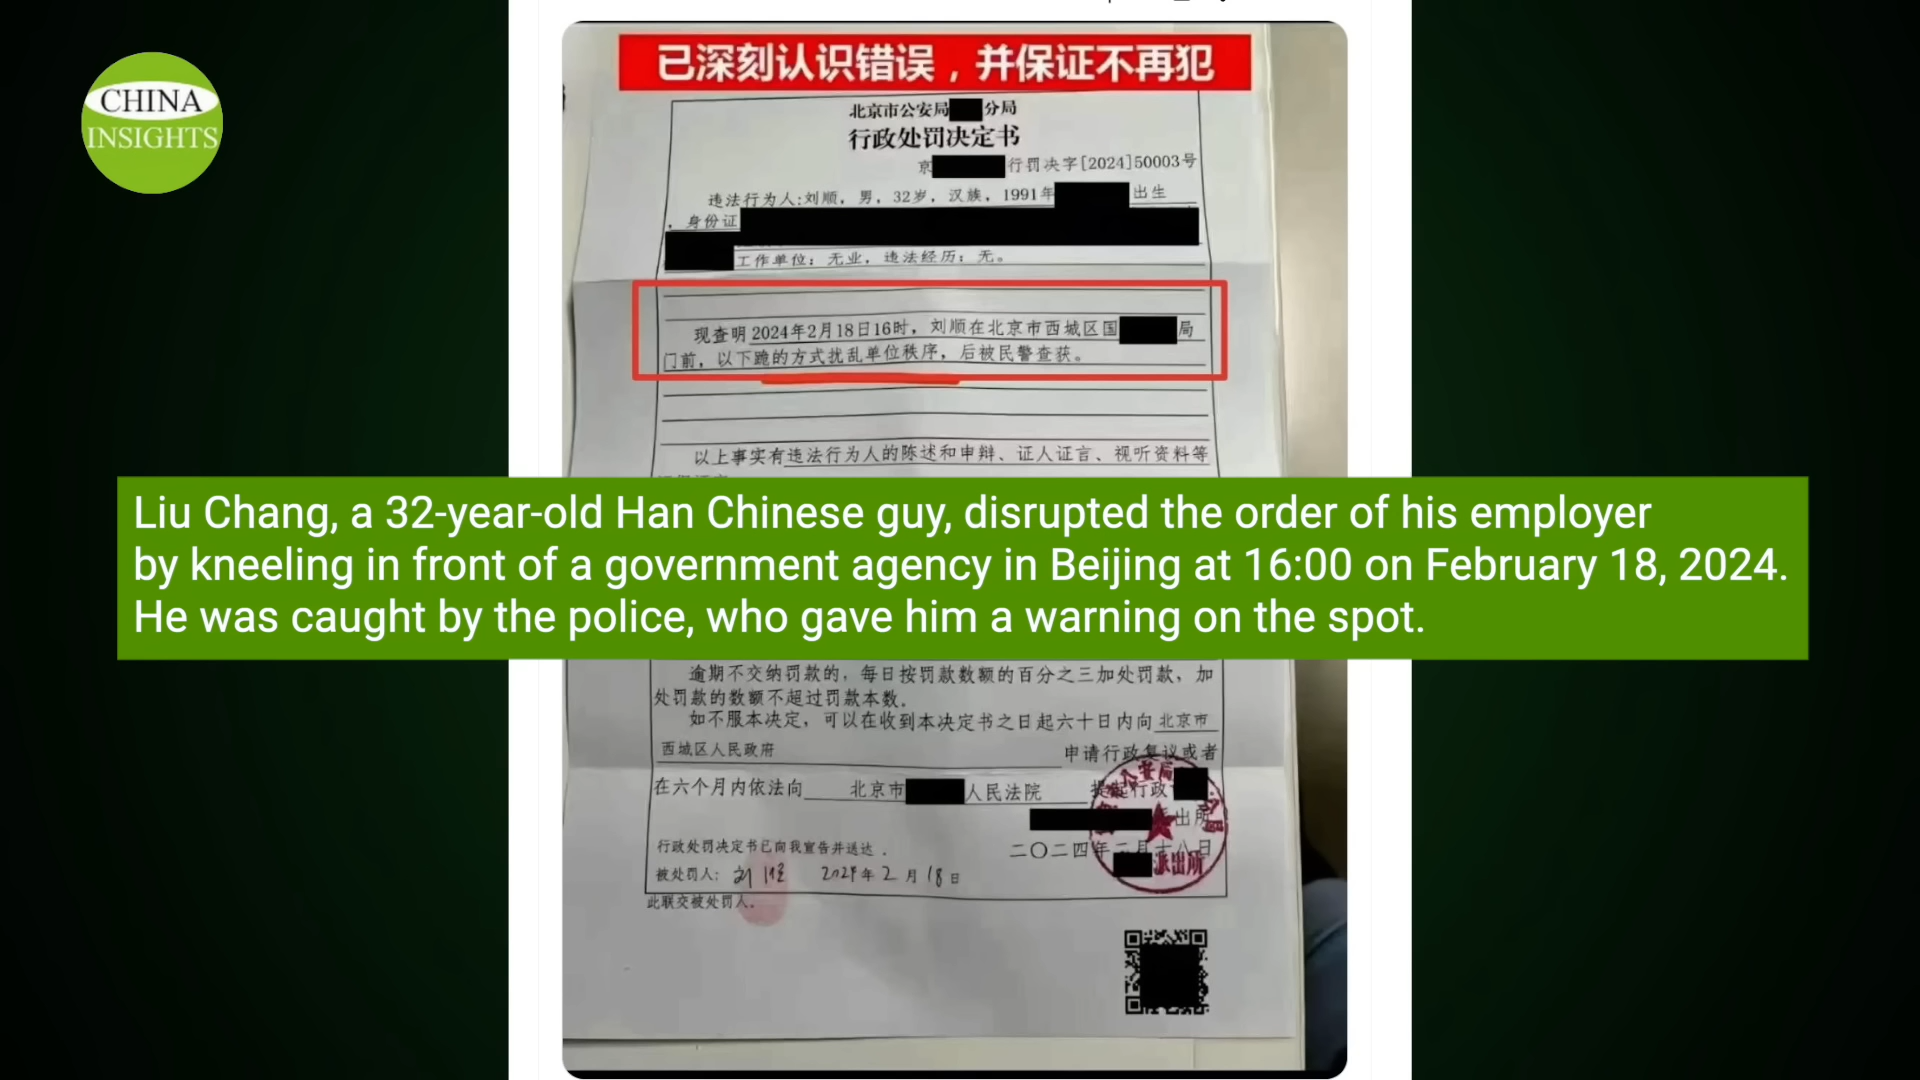 CHINA
INSIGHTS
已深刻认识错误，并保证不再犯
北京市公安局 分局
行政处罚决定书
京 行罚决字[2024]50003号
违法行为人:刘顺，男，32岁，汉族，1991年 出生
，身份证
工作单位：无业，违法经历：无。
现查明 2024年2月18日16时，刘顺在北京市西城区国 局
门前，以下跪的方式扰乱单位秩序，后被民警查获。
以上事实有违法行为人的陈述和申辩、证人证言、视听资料等
Liu Chang, a 32-year-old Han Chinese guy, disrupted the order of his employer
by kneeling in front of a government agency in Beijing at 16:00 on February 18, 2024.
He was caught by the police, who gave him a warning on the spot.
逾期不交纳罚款的，每日按罚款数额的百分之三加处罚款，加
处罚款的数额不超过罚款本数。
如不服本决定，可以在收到本决定书之日起六十日内向 北京市
西城区人民政府 申请行政复议或者
在六个月内依法向 北京市 人民法院 提起行政
出所
行政处罚决定书已向我宣告并送达．
二〇二四年二月十八日
派出所
被处罚人： 刘顺 2024年 2 月 18 日
此联交被处罚人．